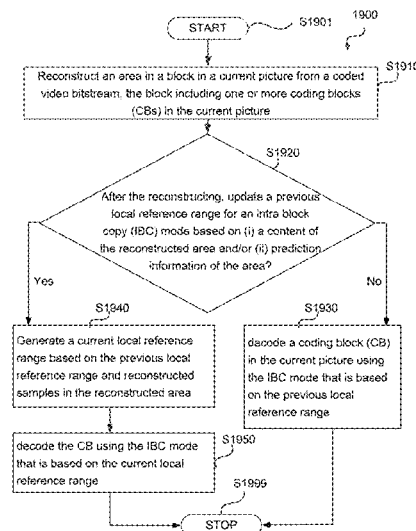 S1901
1900
START
S1910
Reconstruct an area in a block in a current picture from a coded
video bitstream, the block including one or more coding blocks
(CBs) in the current picture
S1920
After the reconstructing, update a previous
local reference range for an intra block
copy (IBC) mode based on (i) a content of
the reconstructed area and/or (ii) prediction
information of the area?
Yes
No
S1940
S1930
Generate a current local reference
range based on the previous local
reference range and reconstructed
samples in the reconstructed area
dacode a coding block (CB)
in the current picture using
the IBC mode that is based
on the previous local
reference range
S1950
decode the CB using the IBC mode
that is based on the current local
reference range
S1999
STOP